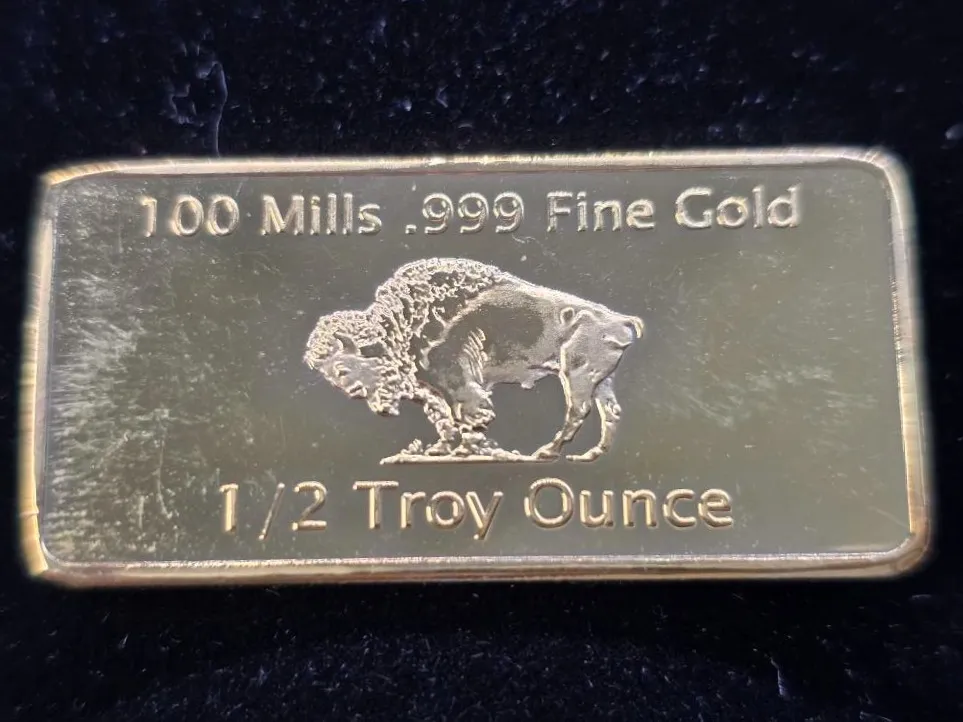 100 Mills .999 Fine Gold
1/2 Troy Ounce